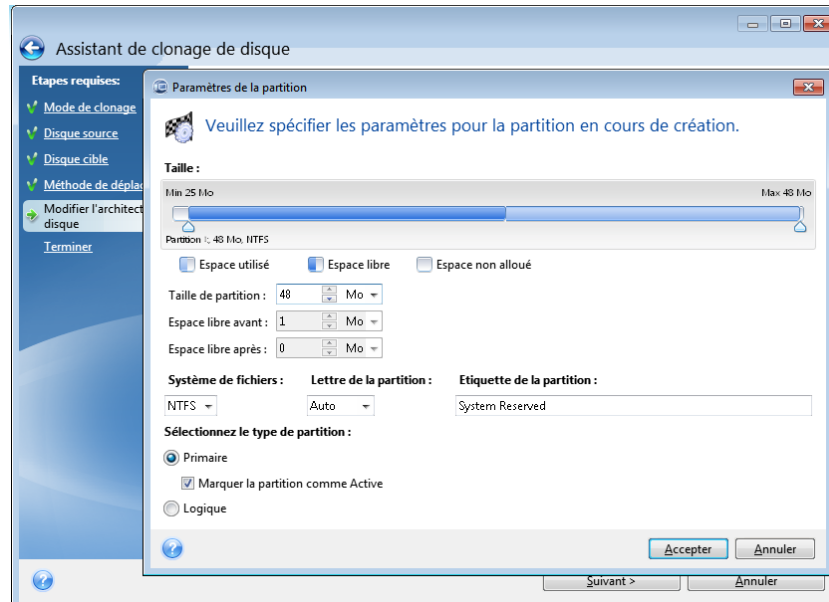 Assistant de clonage de disque
Etapes requises:
Mode de clonage
Disque source
Disque cible
Méthode de déplac
Modifier l'architect
disque
Terminer
Paramètres de la partition
Veuillez spécifier les paramètres pour la partition en cours de création.
Taille :
Min 25 Mo Max 48 Mo
Partition 48 Mo, NTFS
Espace utilisé Espace libre Espace non alloué
Taille de partition : 48 Mo
Espace libre avant : 1 Mo
Espace libre après : 0 Mo
Système de fichiers : Lettre de la partition : Etiquette de la partition :
NTFS Auto System Reserved
Sélectionnez le type de partition :
Primaire
Marquer la partition comme Active
Logique
Accepter Annuler
Suivant > Annuler